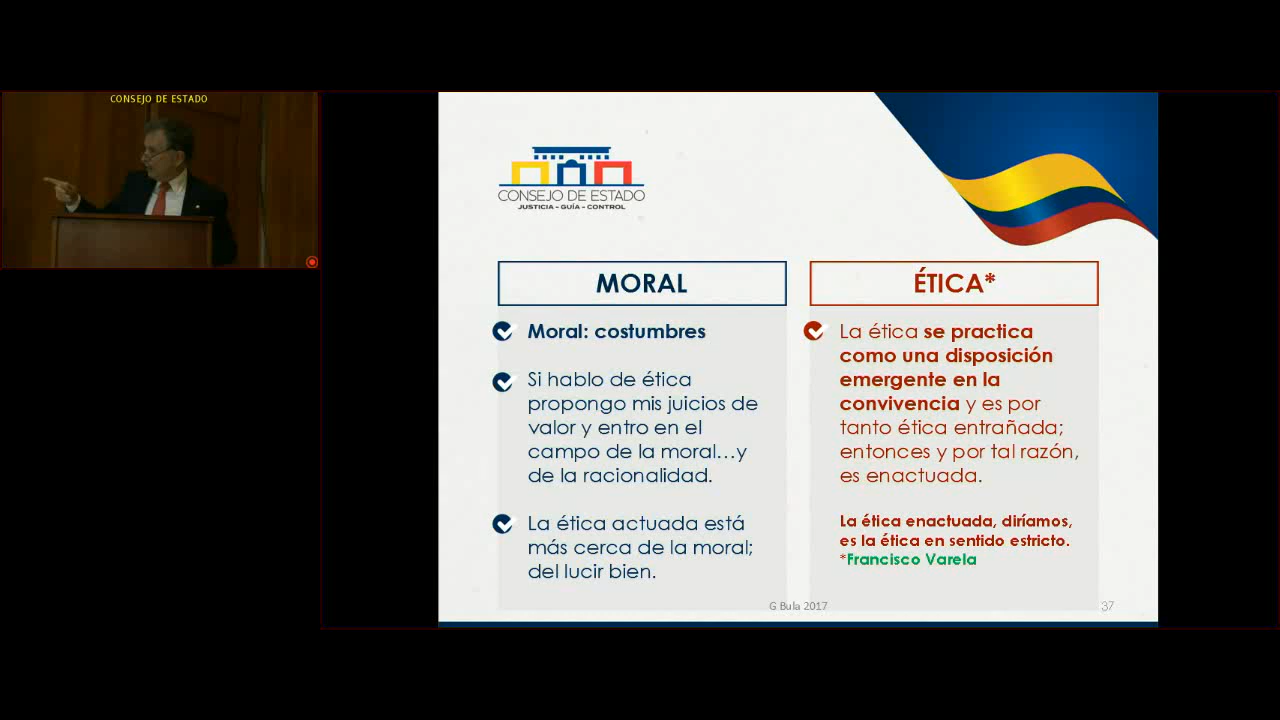 CONSEJO DE ESTADO
CONSEJO DE ESTADO
JUSTICIA - GUÍA - CONTROL
MORAL
Moral: costumbres
Si hablo de ética
propongo mis juicios de
valor y entro en el
campo de la moral…y
de la racionalidad.
La ética actuada está
más cerca de la moral;
del lucir bien.
ÉTICA*
La ética se practica
como una disposición
emergente en la
convivencia y es por
tanto ética entrañada;
entonces y por tal razón,
es enactuada.
La ética enactuada, diríamos,
es la ética en sentido estricto.
*Francisco Varela
G Bula 2017
37